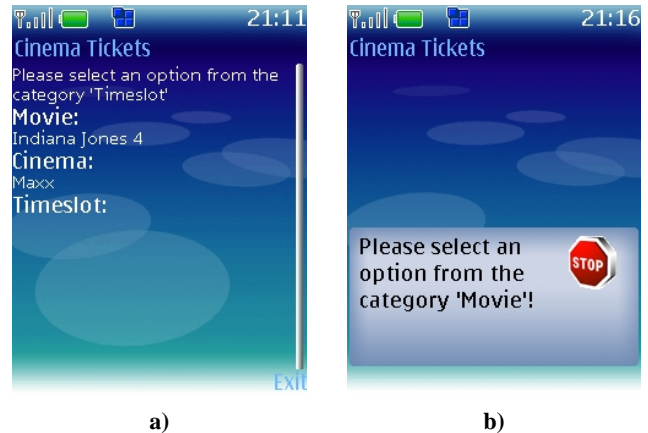 21:11
Cinema Tickets
Please select an option from the
category 'Timeslot'
Movie:
Indiana Jones 4
Cinema:
Maxx
Timeslot:
Exit
a)
21:16
Cinema Tickets
Please select an
option from the
category 'Movie'!
STOP
b)